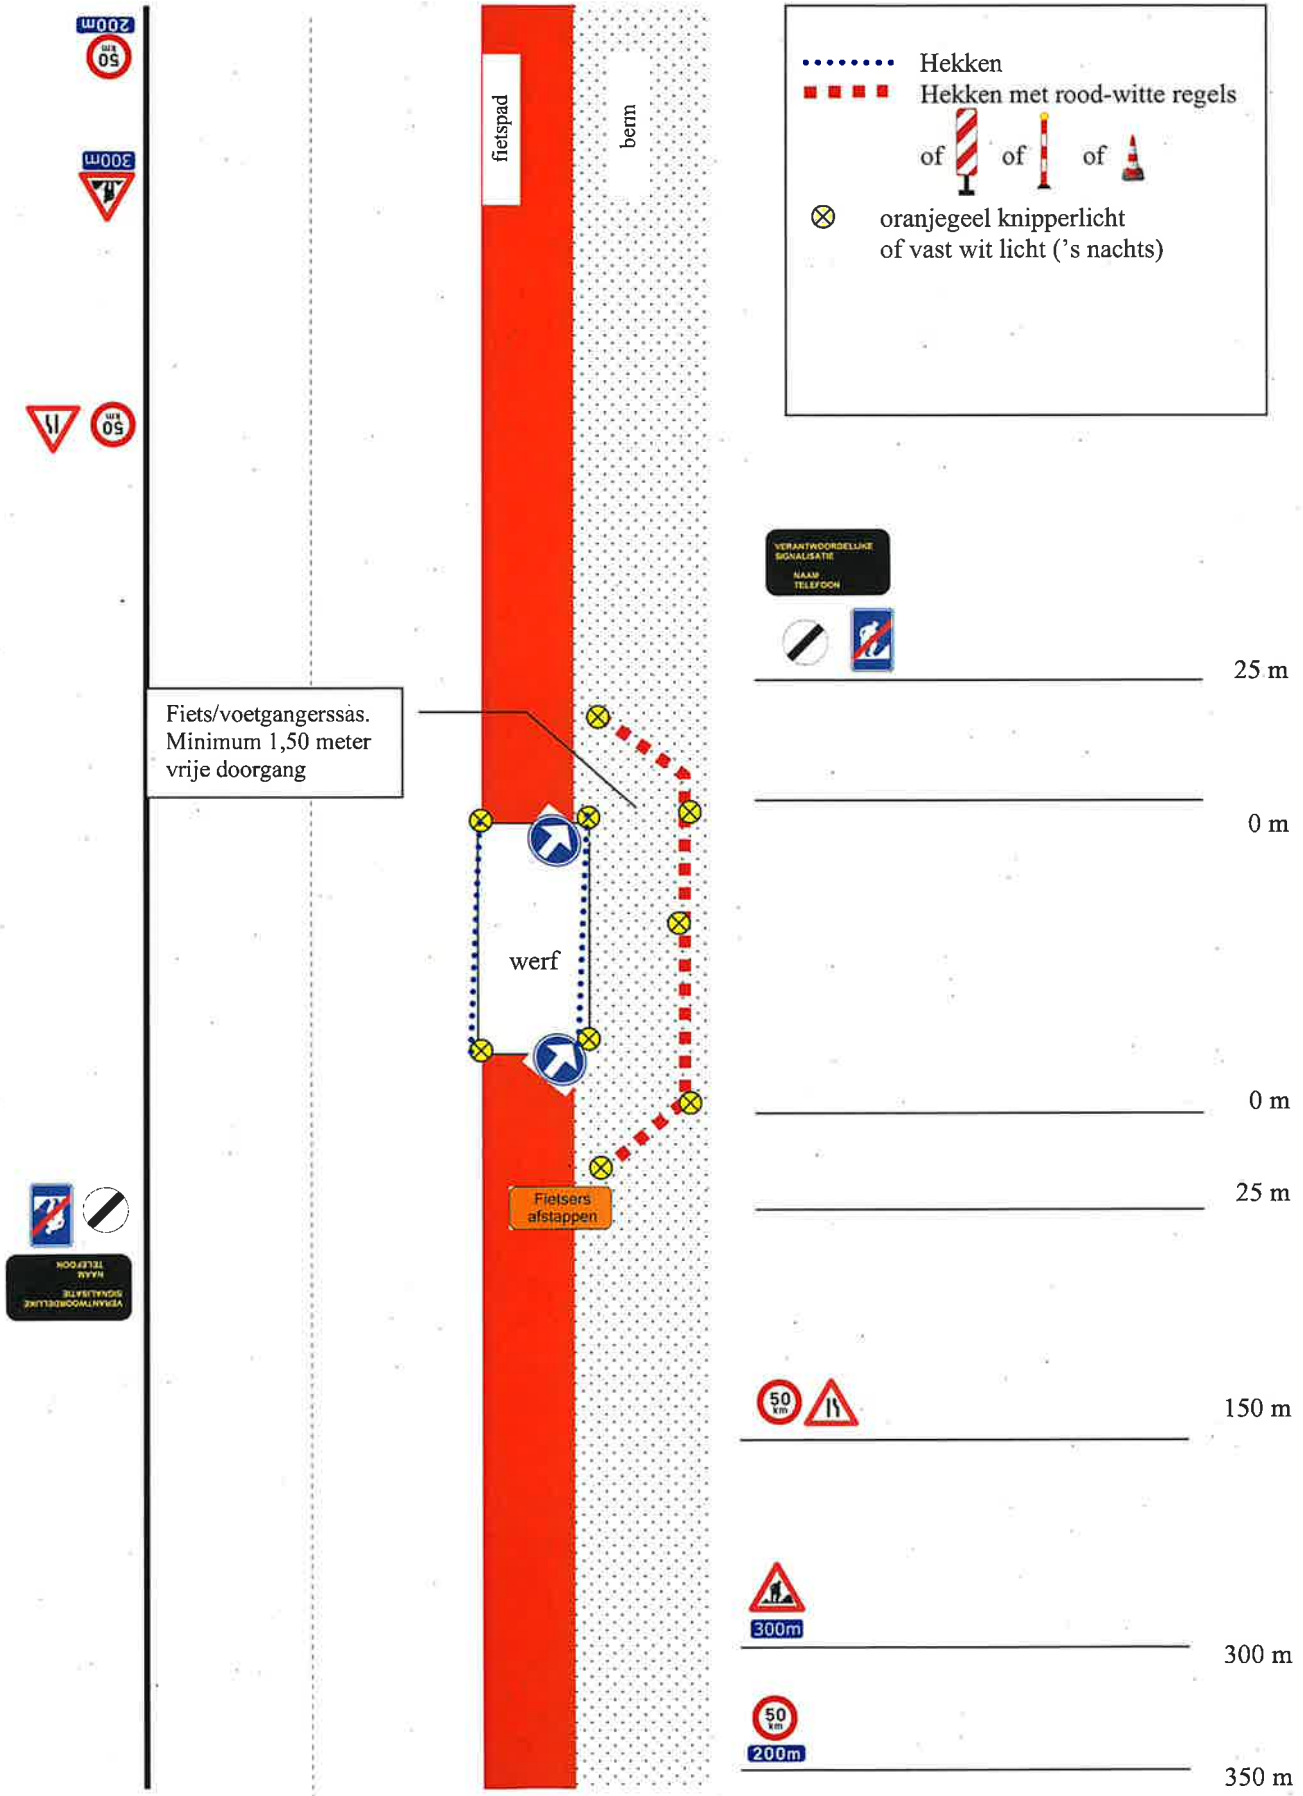 200m
50
km
300m
50
km
fietspad
berm
Hekken
Hekken met rood-witte regels
of
of
of
oranjegeel knipperlicht
of vast wit licht ('s nachts)
VERANTWOORDELIJKE
SIGNALISATIE
NAAM
TELEFOON
25 m
Fiets/voetgangerssas.
Minimum 1,50 meter
vrije doorgang
0 m
werf
0 m
25 m
Fietsers
afstappen
VERANTWOORDELIJKE
SIGNALISATIE
NAAM
TELEFOON
50
km
150 m
300m
300 m
50
km
200m
350 m